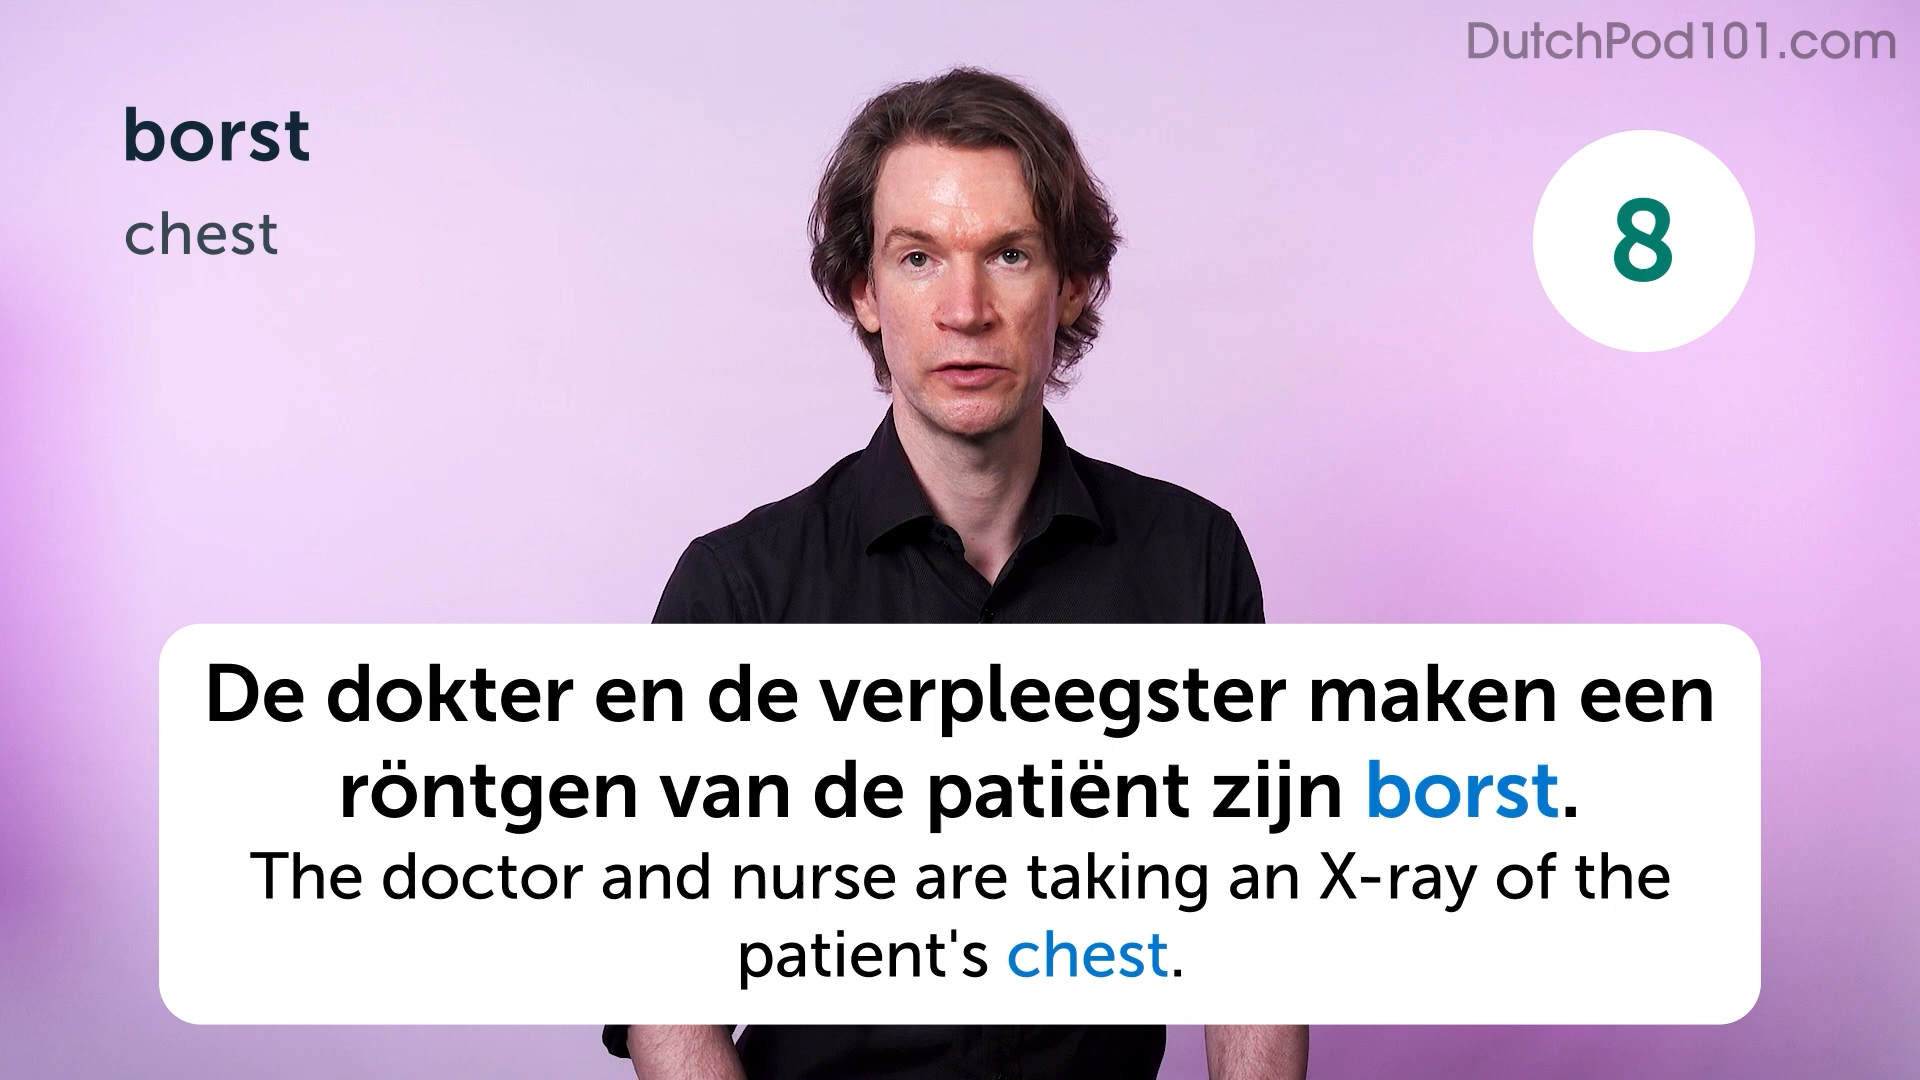 DutchPod101.com
borst
chest
8
De dokter en de verpleegster maken een
röntgen van de patiënt zijn borst.
The doctor and nurse are taking an X-ray of the
patient's chest.